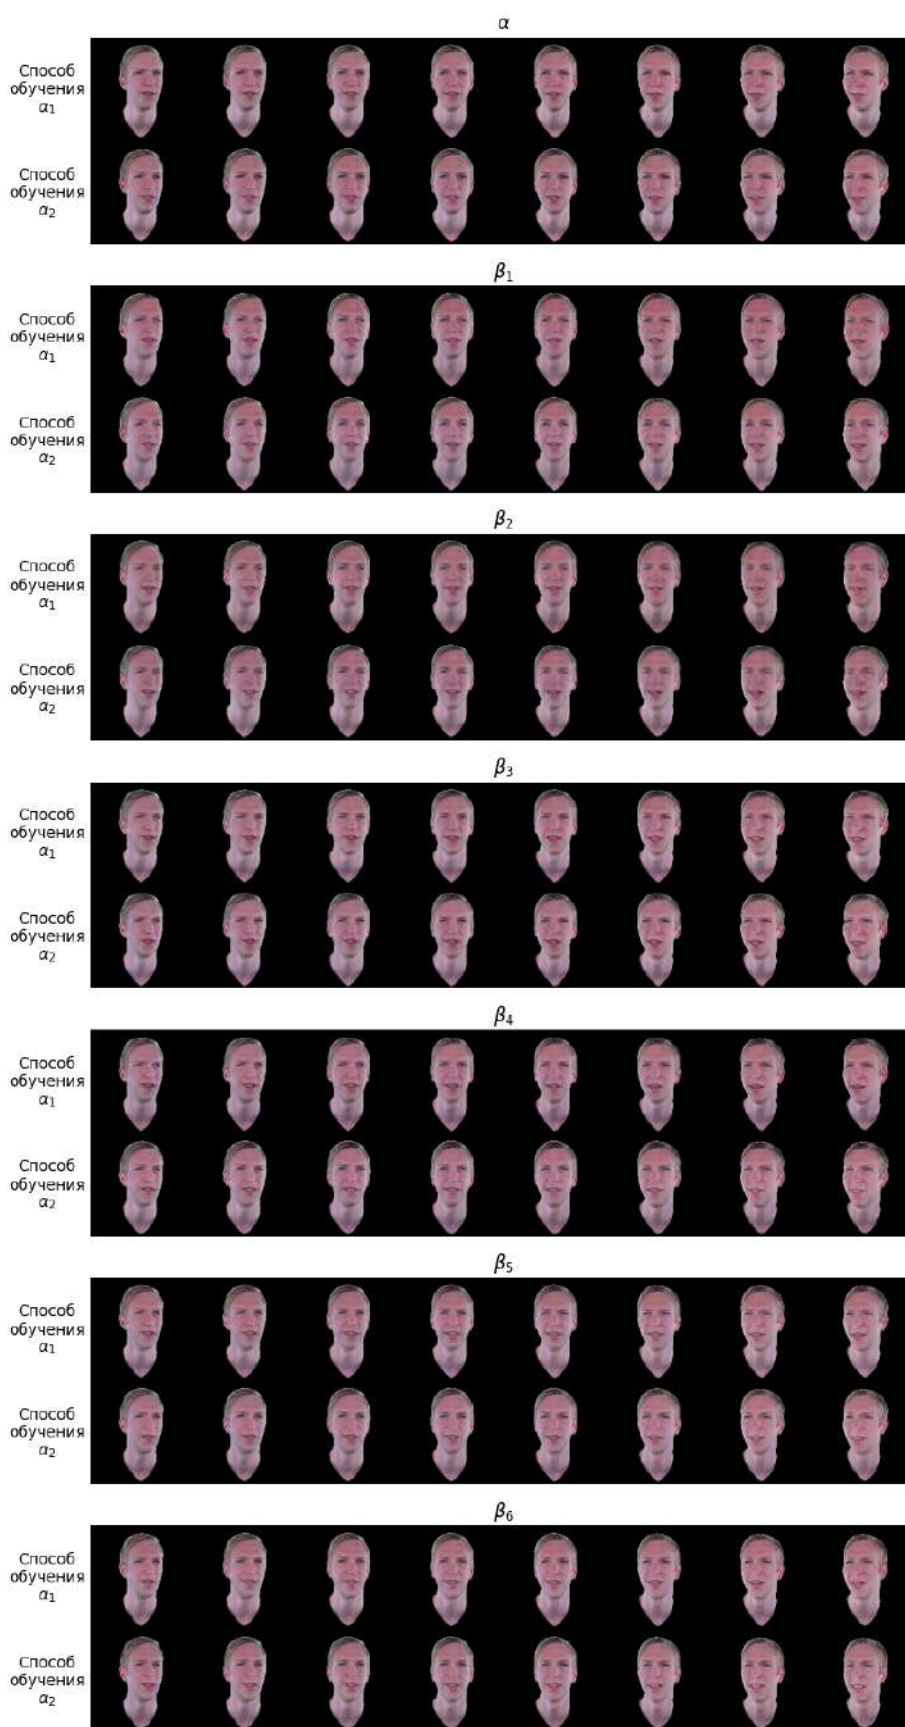 α
Способ
обучения
α₁
Способ
обучения
α₂
β₁
Способ
обучения
α₁
Способ
обучения
α₂
β₂
Способ
обучения
α₁
Способ
обучения
α₂
β₃
Способ
обучения
α₁
Способ
обучения
α₂
β₄
Способ
обучения
α₁
Способ
обучения
α₂
β₅
Способ
обучения
α₁
Способ
обучения
α₂
β₆
Способ
обучения
α₁
Способ
обучения
α₂